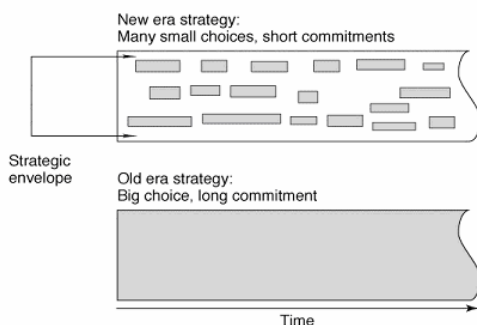 New era strategy:
Many small choices, short commitments
Strategic
envelope
Old era strategy:
Big choice, long commitment
Time